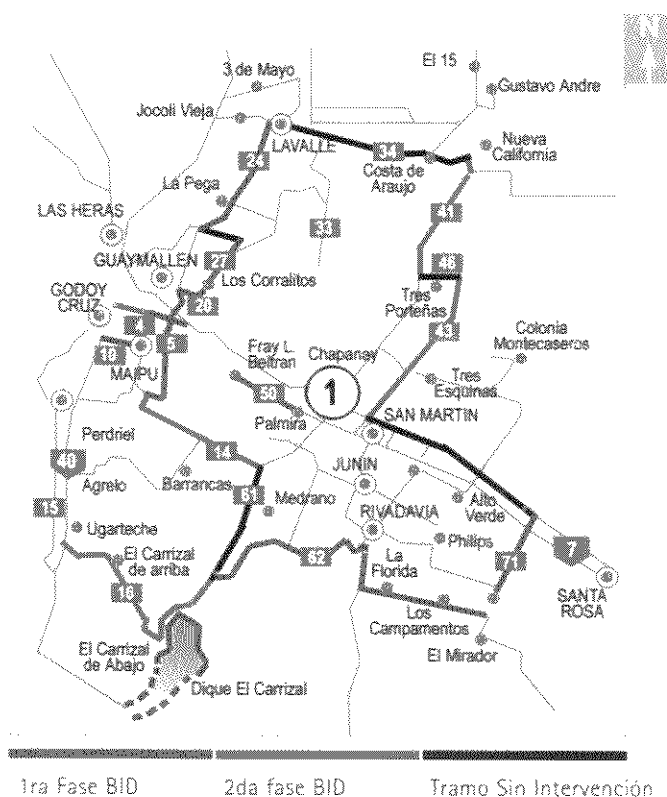 N
El 15
3 de Mayo
Gustavo Andre
Jocoli Vieja
LAVALLE
34
Nueva
California
24
Costa de
Araujo
La Pega
41
LAS HERAS
33
GUAYMALLEN
27
Los Corralitos
20
Tres
Porteñas
GODOY
CRUZ
4
5
43
Colonia
Montecaseros
MAIPU
Fray L.
Beltran
Chapanay
Tres
Esquinas
50
1
Palmira
SAN MARTIN
Perdriel
14
JUNIN
40
Agrelo
Barrancas
61
Medrano
Alto
Verde
15
RIVADAVIA
Ugarteche
Philips
7
El Carrizal
de arriba
62
La
Florida
71
SANTA
ROSA
16
Los
Campamentos
El Carrizal
de Abajo
El Mirador
Dique El Carrizal
1ra Fase BID
2da fase BID
Tramo Sin Intervención